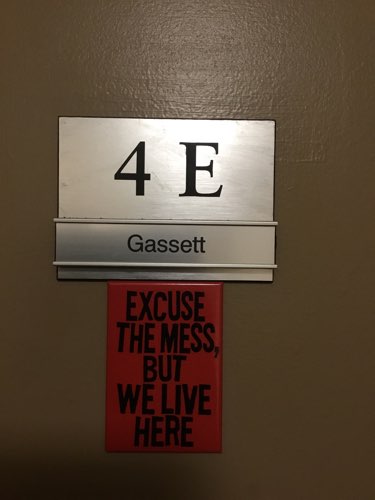 4 E
Gassett
EXCUSE
THE MESS,
BUT
WE LIVE
HERE